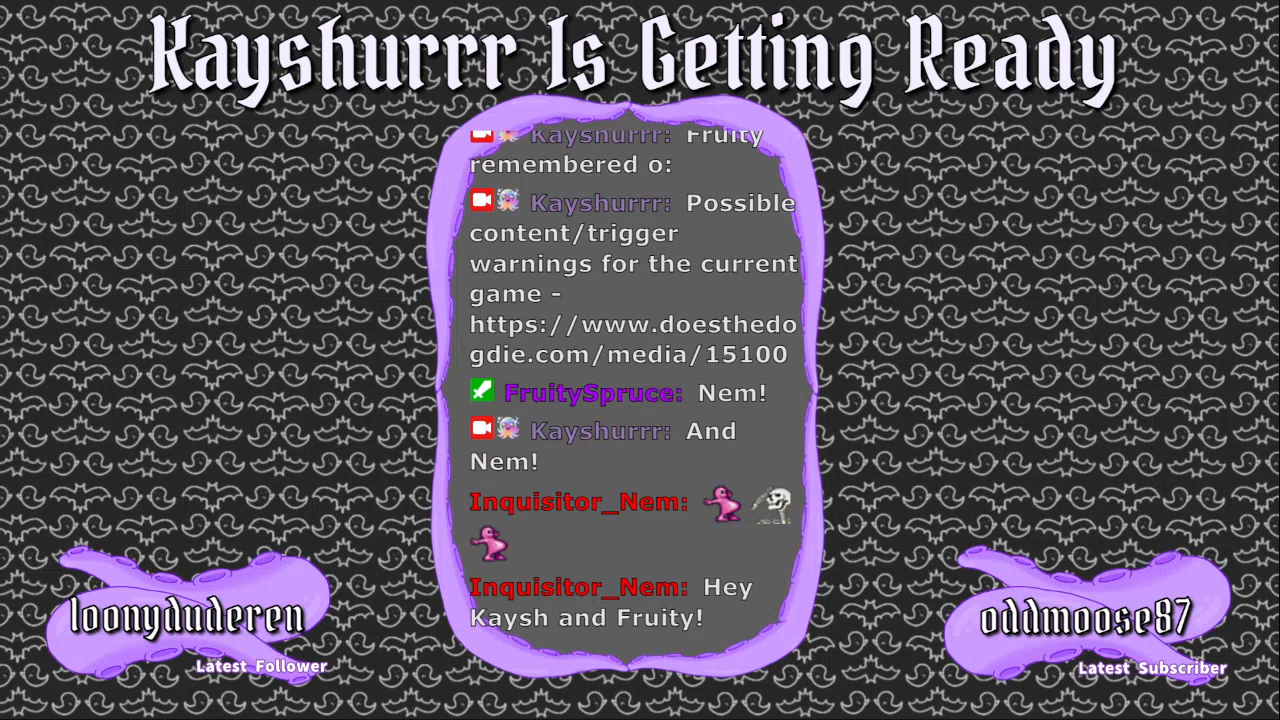 Kayshurrr Is Getting Ready
Kayshurrr: Fruity
remembered o:
Kayshurrr: Possible
content/trigger
warnings for the current
game -
https://www.doesthedo
gdie.com/media/15100
FruitySpruce: Nem!
Kayshurrr: And
Nem!
Inquisitor_Nem:
Inquisitor_Nem: Hey
Kaysh and Fruity!
loonyduderen
Latest Follower
oddmoose87
Latest Subscriber